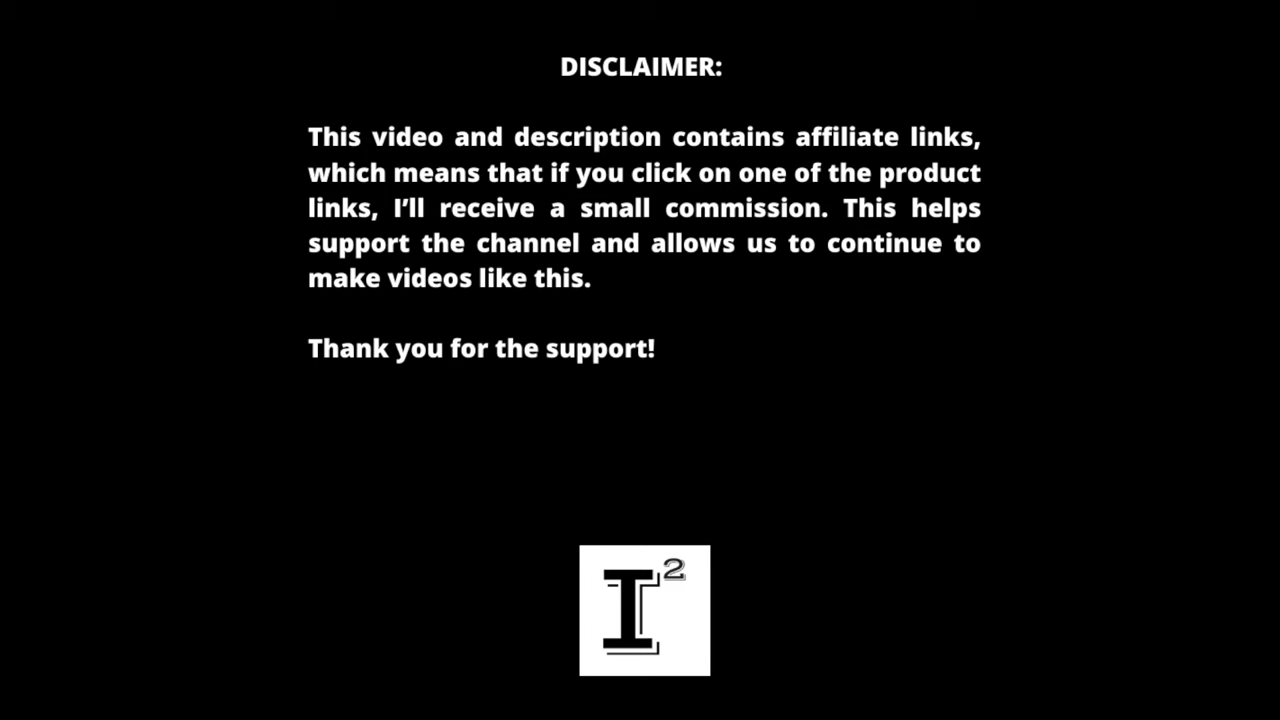 DISCLAIMER:
This video and description contains affiliate links,
which means that if you click on one of the product
links, I’ll receive a small commission. This helps
support the channel and allows us to continue to
make videos like this.
Thank you for the support!
I²